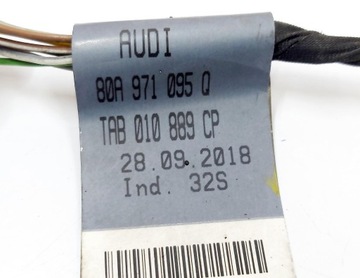 AUDI
80A 971 095 Q
TAB 010 889 CP
28.09.2018
Ind. 32S